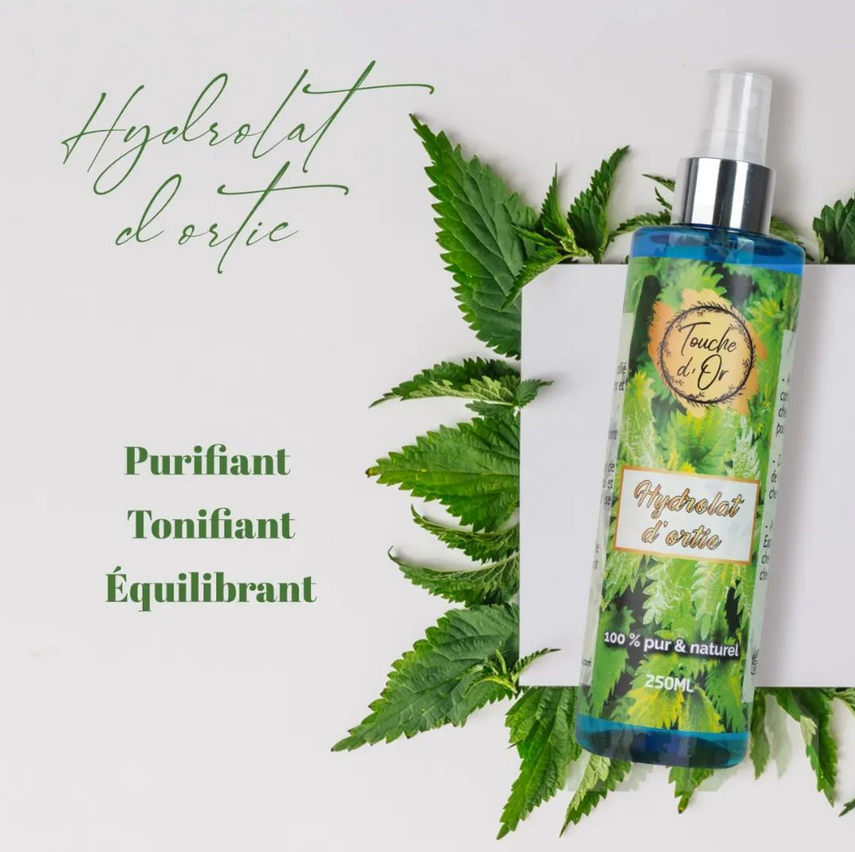 Hydrolat
d ortie
Purifiant
Tonifiant
Équilibrant
Touche
d'Or
Hydrolat
d'ortie
100 % pur & naturel
250ML